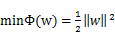 minΦ(w) = ½‖w‖²